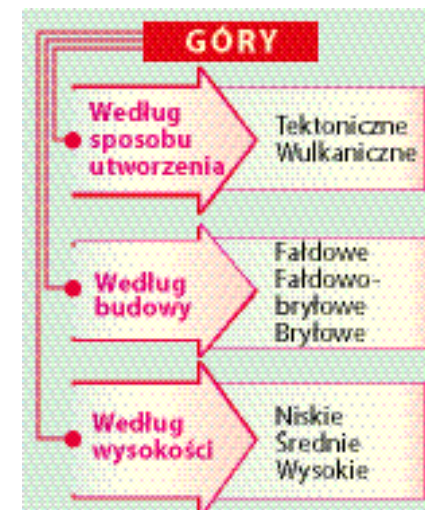 GÓRY
Według
sposobu
utworzenia
Tektoniczne
Wulkaniczne
Według
budowy
Fałdowe
Fałdowo-
bryłowe
Bryłowe
Według
wysokości
Niskie
Średnie
Wysokie